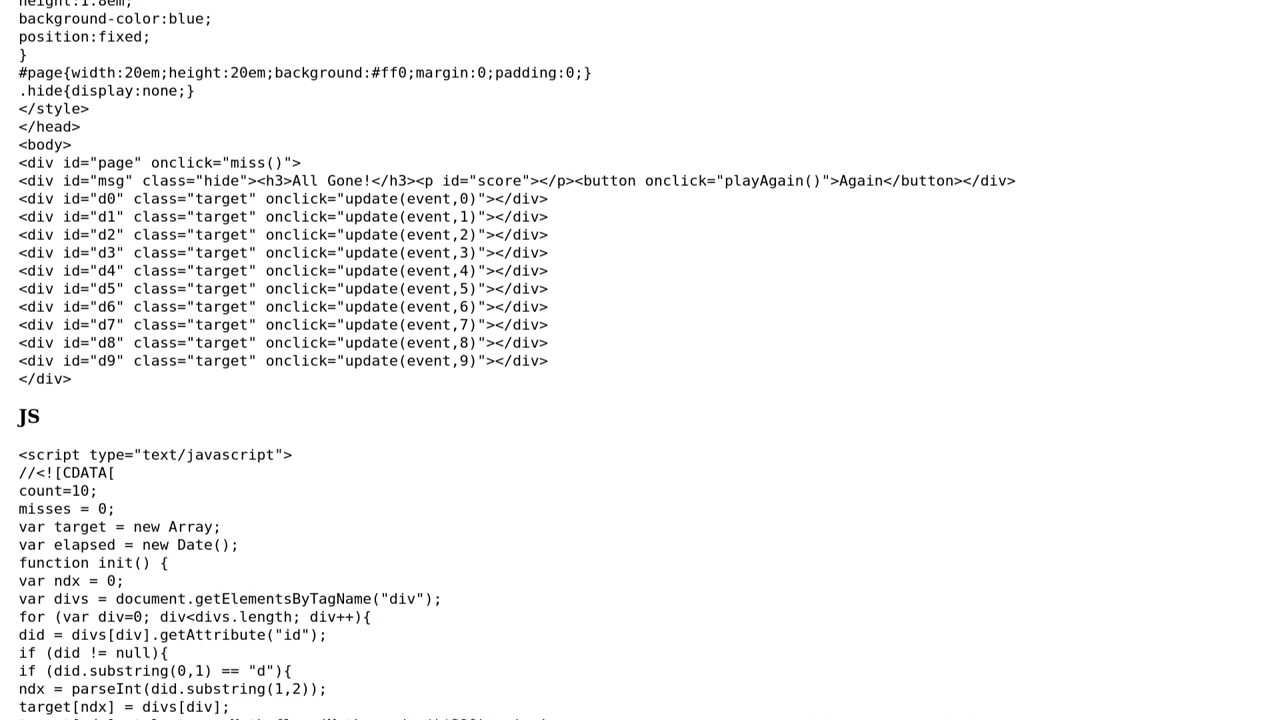 height:1.8em;
background-color:blue;
position:fixed;
}
#page{width:20em;height:20em;background:#ff0;margin:0;padding:0;}
.hide{display:none;}
</style>
</head>
<body>
<div id="page" onclick="miss()">
<div id="msg" class="hide"><h3>All Gone!</h3><p id="score"></p><button onclick="playAgain()">Again</button></div>
<div id="d0" class="target" onclick="update(event,0)"></div>
<div id="d1" class="target" onclick="update(event,1)"></div>
<div id="d2" class="target" onclick="update(event,2)"></div>
<div id="d3" class="target" onclick="update(event,3)"></div>
<div id="d4" class="target" onclick="update(event,4)"></div>
<div id="d5" class="target" onclick="update(event,5)"></div>
<div id="d6" class="target" onclick="update(event,6)"></div>
<div id="d7" class="target" onclick="update(event,7)"></div>
<div id="d8" class="target" onclick="update(event,8)"></div>
<div id="d9" class="target" onclick="update(event,9)"></div>
</div>
JS
<script type="text/javascript">
//<![CDATA[
count=10;
misses = 0;
var target = new Array;
var elapsed = new Date();
function init() {
var ndx = 0;
var divs = document.getElementsByTagName("div");
for (var div=0; div<divs.length; div++){
did = divs[div].getAttribute("id");
if (did != null){
if (did.substring(0,1) == "d"){
ndx = parseInt(did.substring(1,2));
target[ndx] = divs[div];